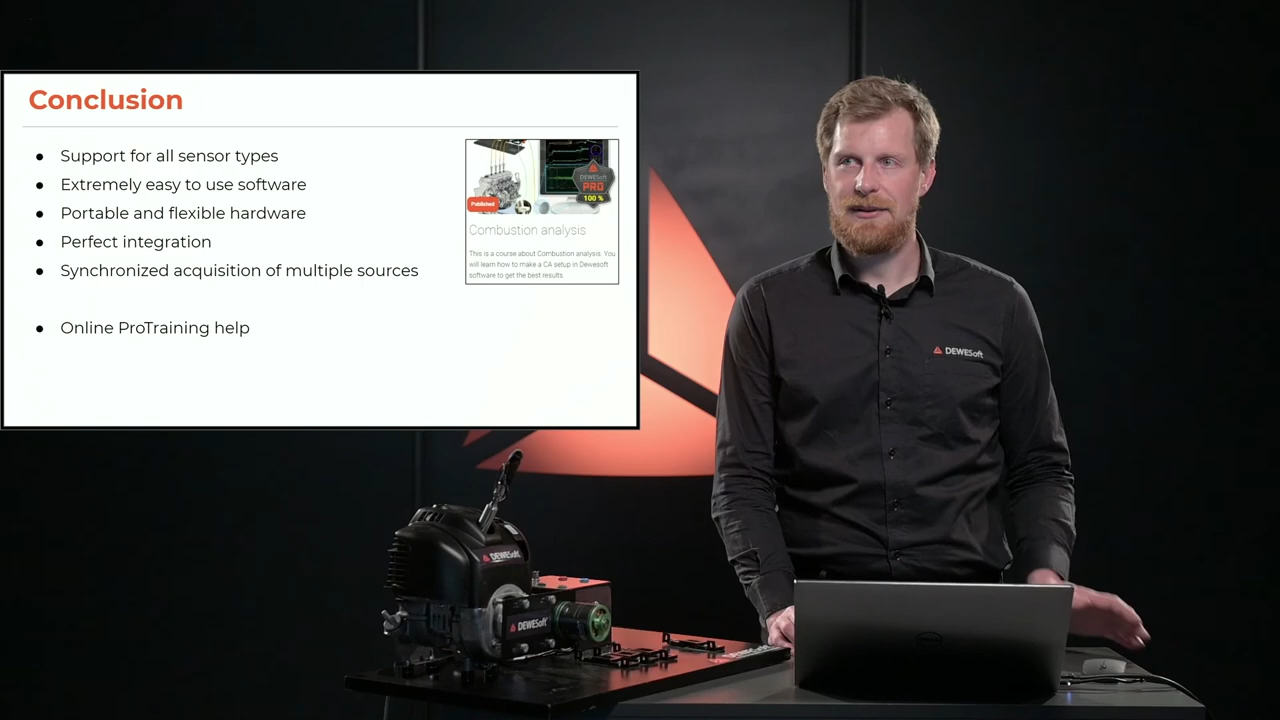 Conclusion
● Support for all sensor types
● Extremely easy to use software
● Portable and flexible hardware
● Perfect integration
● Synchronized acquisition of multiple sources
● Online ProTraining help
DEWESoft
PRO
100 %
Published
Combustion analysis
This is a course about Combustion analysis. You
will learn how to make a CA setup in Dewesoft
software to get the best results.
DEWESoft
DEWESoft
DEWESoft
DELL